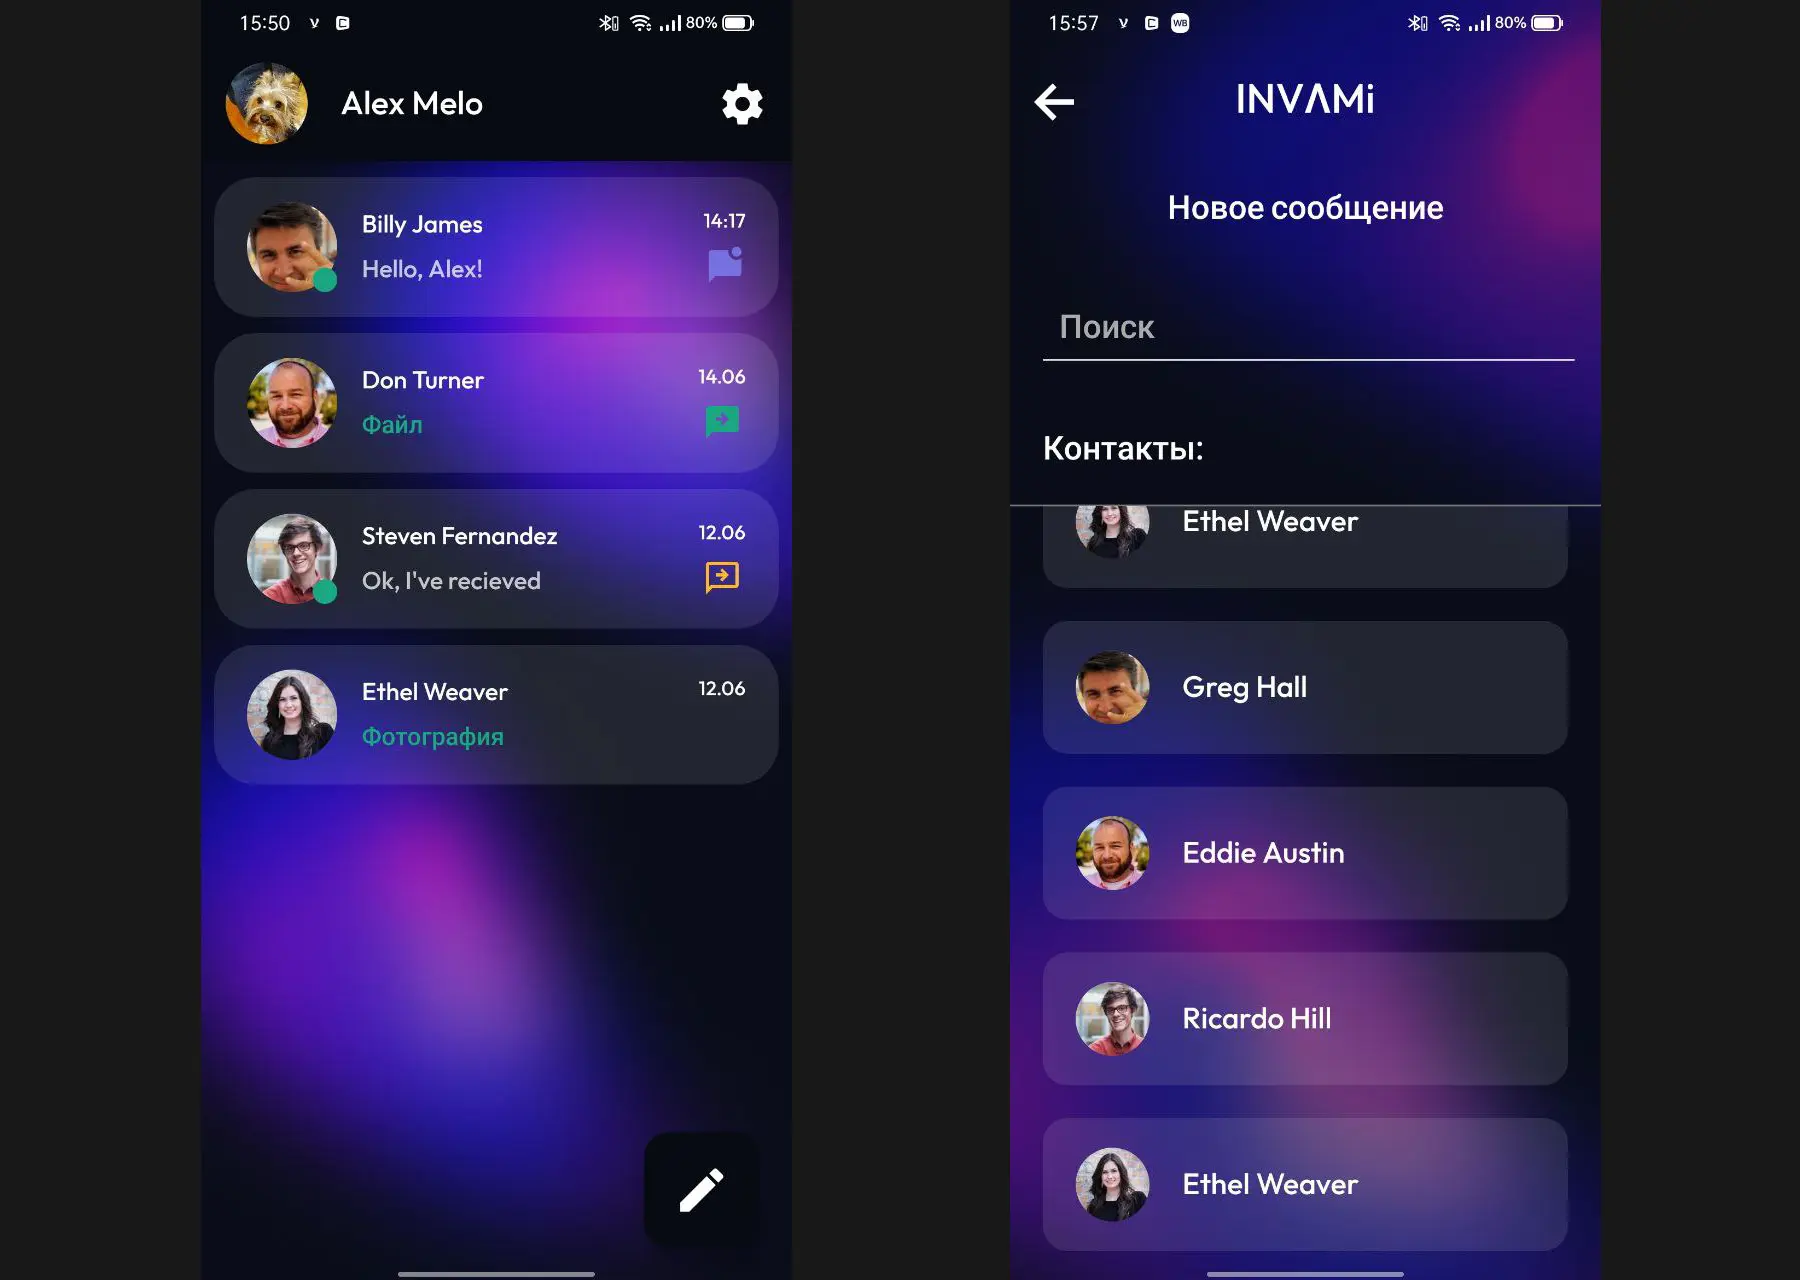 15:50
80%
Alex Melo
Billy James
14:17
Hello, Alex!
Don Turner
14.06
Файл
Steven Fernandez
12.06
Ok, I've recieved
Ethel Weaver
12.06
Фотография
15:57
WB
80%
INVΛMi
Новое сообщение
Поиск
Контакты:
Ethel Weaver
Greg Hall
Eddie Austin
Ricardo Hill
Ethel Weaver